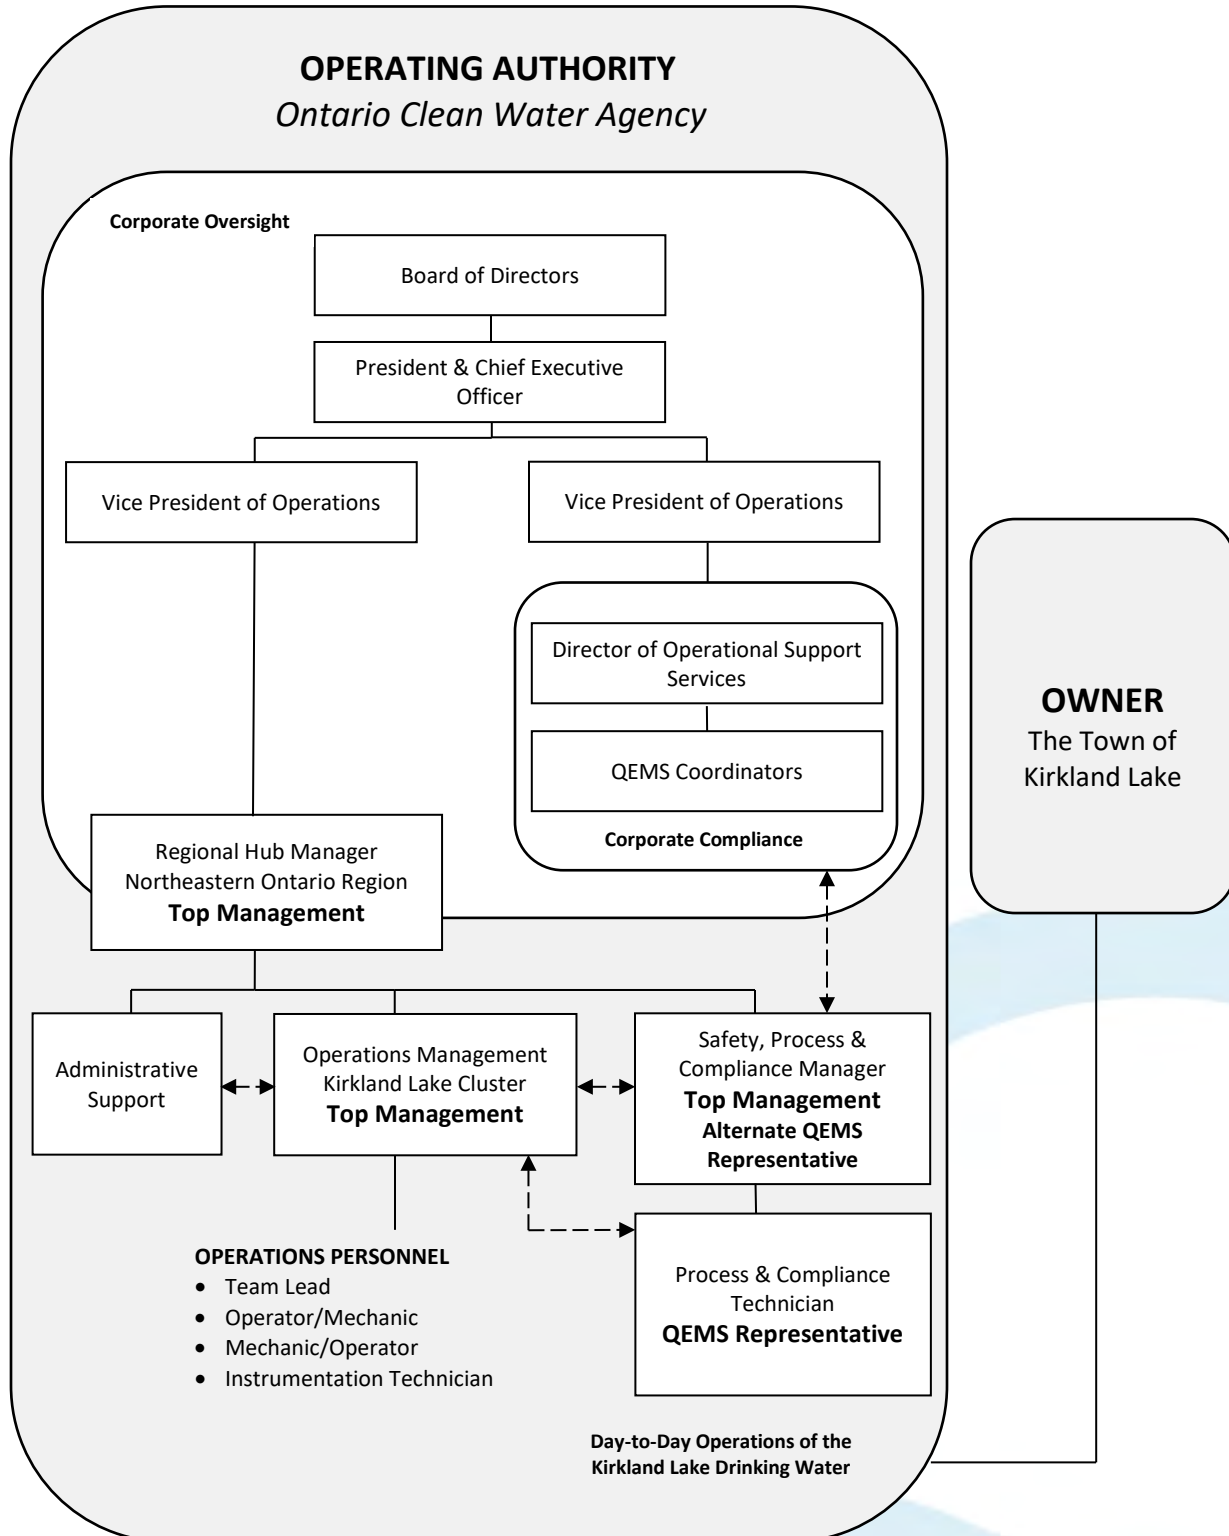 OPERATING AUTHORITY
Ontario Clean Water Agency
Corporate Oversight
Board of Directors
President & Chief Executive
Officer
Vice President of Operations
Vice President of Operations
Director of Operational Support
Services
QEMS Coordinators
Corporate Compliance
OWNER
The Town of
Kirkland Lake
Regional Hub Manager
Northeastern Ontario Region
Top Management
Administrative
Support
Operations Management
Kirkland Lake Cluster
Top Management
Safety, Process &
Compliance Manager
Top Management
Alternate QEMS
Representative
OPERATIONS PERSONNEL
• Team Lead
• Operator/Mechanic
• Mechanic/Operator
• Instrumentation Technician
Process & Compliance
Technician
QEMS Representative
Day-to-Day Operations of the
Kirkland Lake Drinking Water